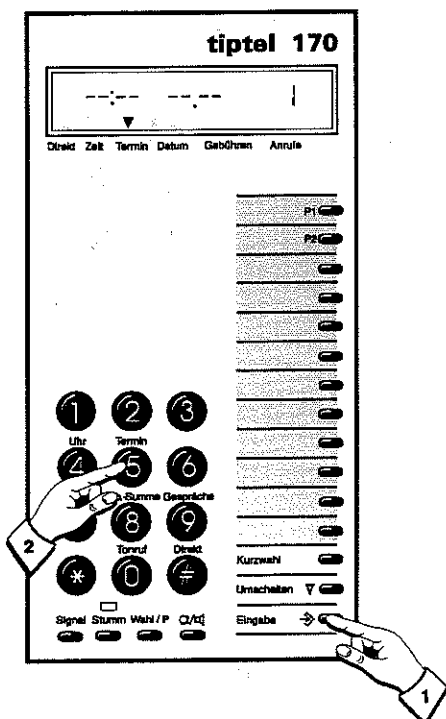 tiptel 170
--:-- --.-- 1
Direkt Zeit Termin Datum Gebühren Anrufe
P1
P2
1 2 3
Uhr Termin
4 5 6
-Summe Gespräche
8 9
Tonruf Direkt
* 0 #
Kurzwahl
Umschalten
Eingabe
Signal Stumm Wahl / P
2
1